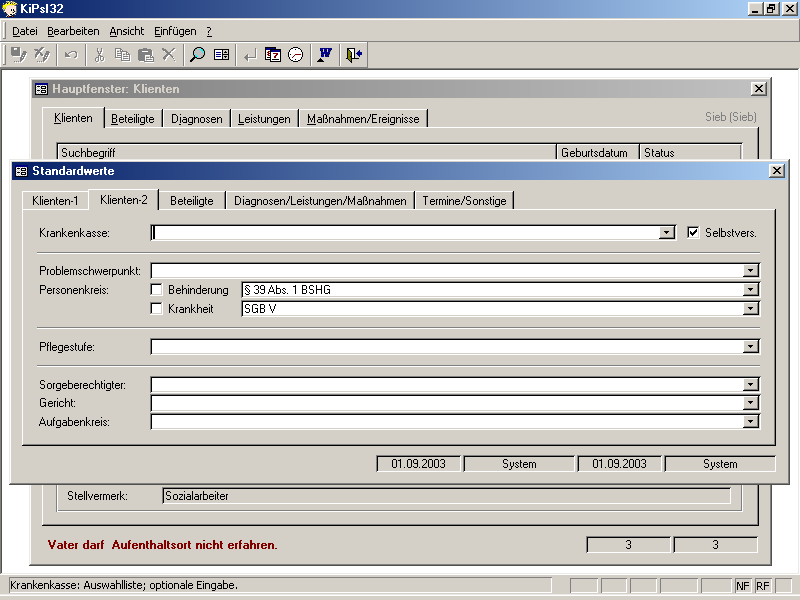 KiPsI32
Datei Bearbeiten Ansicht Einfügen ?
Hauptfenster: Klienten
Klienten Beteiligte Diagnosen Leistungen Maßnahmen/Ereignisse Sieb (Sieb)
Suchbegriff Geburtsdatum Status
Standardwerte
Klienten-1 Klienten-2 Beteiligte Diagnosen/Leistungen/Maßnahmen Termine/Sonstige
Krankenkasse: Selbstvers.
Problemschwerpunkt:
Personenkreis: Behinderung § 39 Abs. 1 BSHG
Krankheit SGB V
Pflegestufe:
Sorgeberechtigter:
Gericht:
Aufgabenkreis:
01.09.2003 System 01.09.2003 System
Stellvermerk: Sozialarbeiter
Vater darf Aufenthaltsort nicht erfahren. 3 3
Krankenkasse: Auswahlliste; optionale Eingabe. NF RF